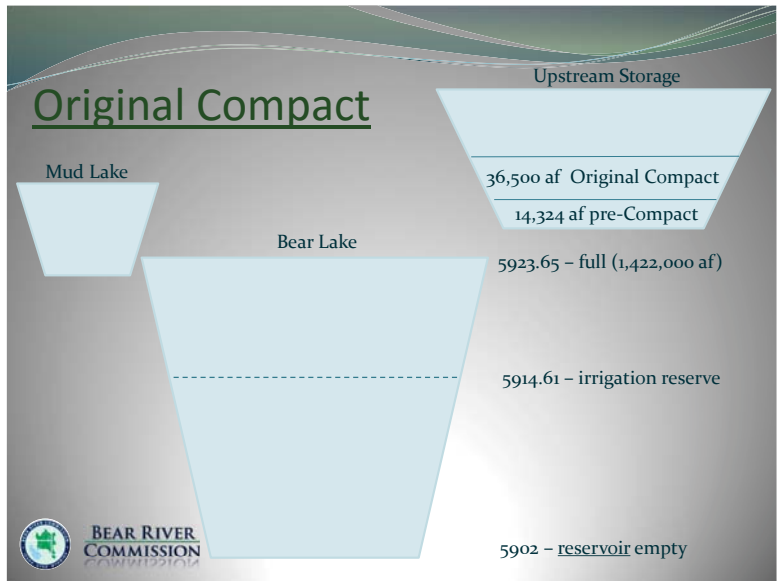 Original Compact
Upstream Storage
36,500 af Original Compact
14,324 af pre-Compact
Mud Lake
Bear Lake
5923.65 – full (1,422,000 af)
5914.61 – irrigation reserve
5902 – reservoir empty
BEAR RIVER
COMMISSION